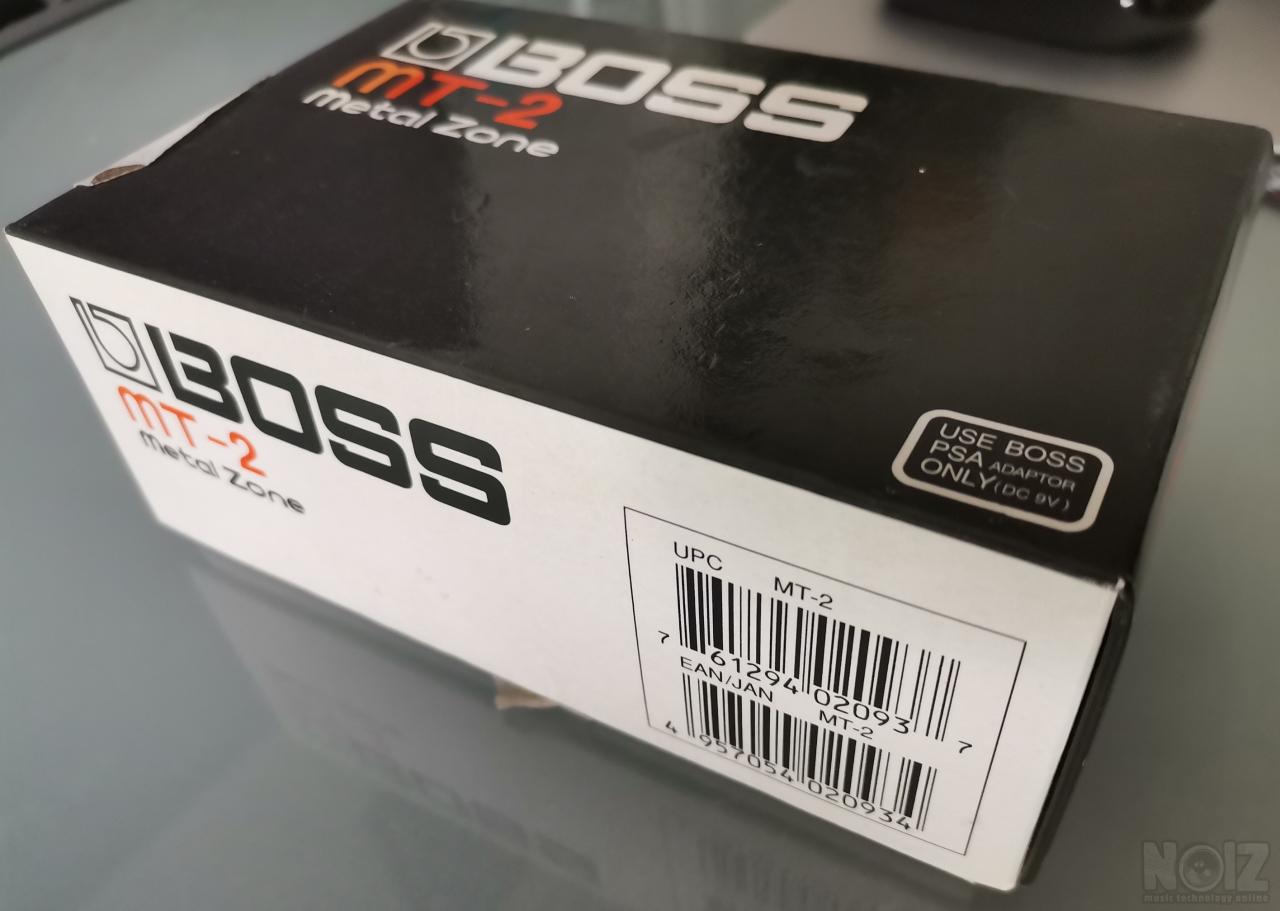 BOSS
MT-2
Metal Zone
BOSS
MT-2
Metal Zone
USE BOSS
PSA ADAPTOR
ONLY (DC 9V)
UPC MT-2
7 61294 02093 7
EAN/JAN MT-2
4 957054 020934
NOIZ
music technology online